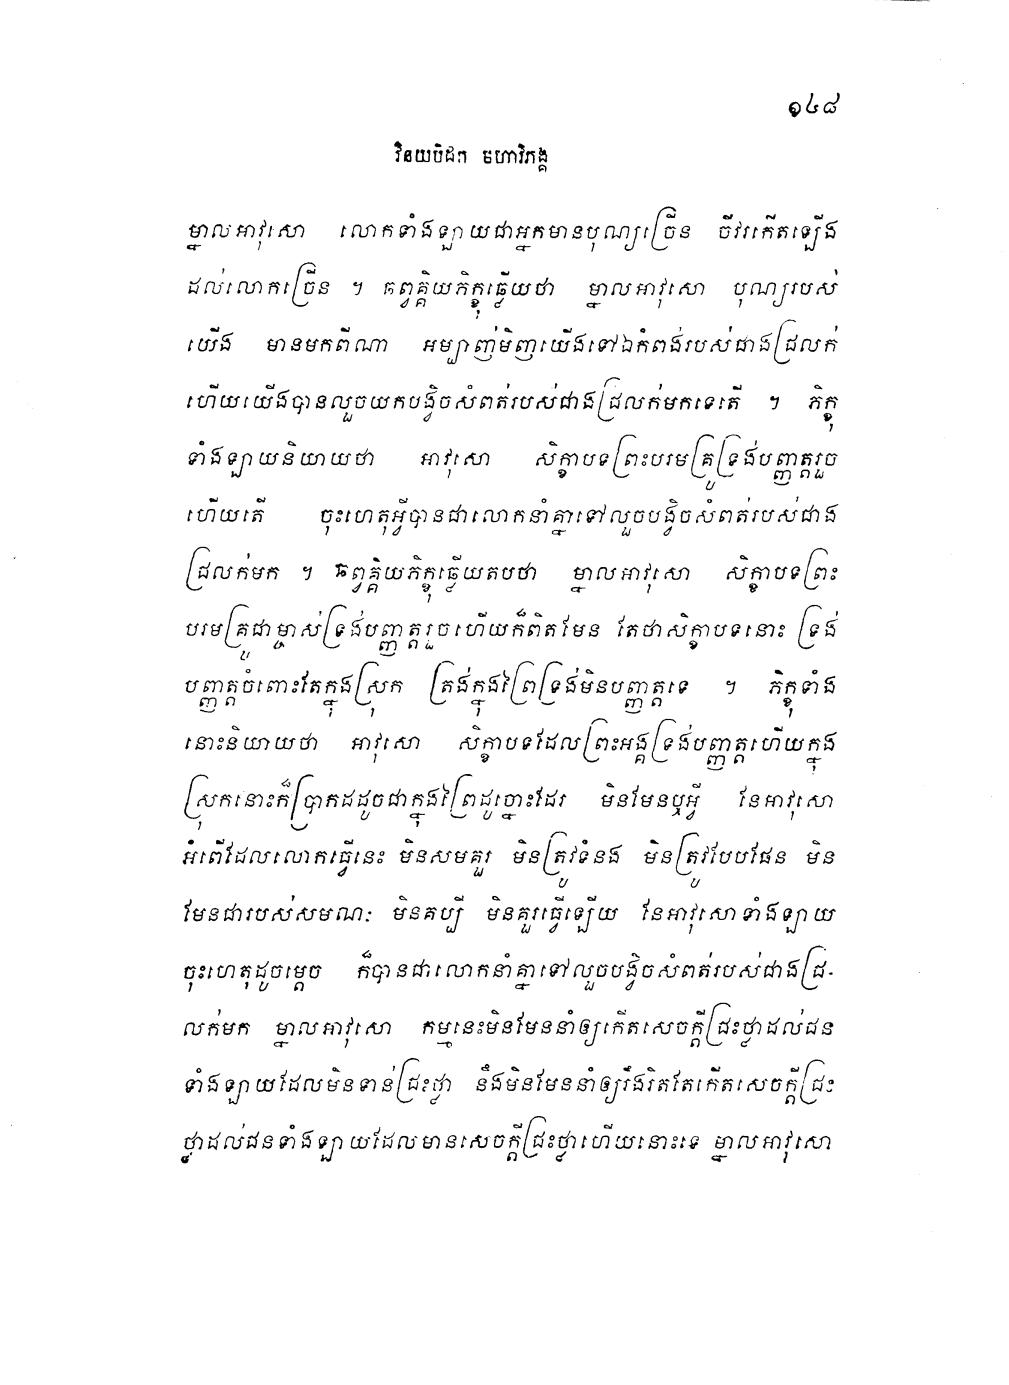 ១៤៨
វិនយបិដក មហាវិភង្គ
ម្នាលអាវុសោ លោកទាំងឡាយជាអ្នកមានបុណ្យច្រើន ចីវរកើតឡើង
ដល់លោកច្រើន ។ ឆព្វគ្គិយភិក្ខុឆ្លើយថា ម្នាលអាវុសោ បុណ្យរបស់
យើង មានមកពីណា អម្បាញ់មិញយើងទៅឯកំពង់របស់ជាងជ្រលក់
ហើយយើងបានលួចយកបង្វិចសំពត់របស់ជាងជ្រលក់មកទេតើ ។ ភិក្ខុ
ទាំងឡាយនិយាយថា អាវុសោ សិក្ខាបទព្រះបរមគ្រូទ្រង់បញ្ញត្តរួច
ហើយតើ ចុះហេតុអ្វីបានជាលោកនាំគ្នាទៅលួចបង្វិចសំពត់របស់ជាង
ជ្រលក់មក ។ ឆព្វគ្គិយភិក្ខុឆ្លើយតបថា ម្នាលអាវុសោ សិក្ខាបទព្រះ
បរមគ្រូជាម្ចាស់ទ្រង់បញ្ញត្តរួចហើយក៏ពិតមែន តែថាសិក្ខាបទនោះ ទ្រង់
បញ្ញត្តចំពោះតែក្នុងស្រុក ត្រង់ក្នុងព្រៃទ្រង់មិនបញ្ញត្តទេ ។ ភិក្ខុទាំង
នោះនិយាយថា អាវុសោ សិក្ខាបទដែលព្រះអង្គទ្រង់បញ្ញត្តហើយក្នុង
ស្រុកនោះក៏ប្រាកដដូចជាក្នុងព្រៃដូច្នោះដែរ មិនមែនឬអ្វី នែអាវុសោ
អំពើដែលលោកធ្វើនេះ មិនសមគួរ មិនត្រូវទំនង មិនត្រូវបែបផែន មិន
មែនជារបស់សមណៈ មិនគប្បី មិនគួរធ្វើឡើយ នែអាវុសោទាំងឡាយ
ចុះហេតុដូចម្តេច ក៏បានជាលោកនាំគ្នាទៅលួចបង្វិចសំពត់របស់ជាងជ្រ-
លក់មក ម្នាលអាវុសោ កម្មនេះមិនមែននាំឲ្យកើតសេចក្តីជ្រះថ្លាដល់ជន
ទាំងឡាយដែលមិនទាន់ជ្រះថ្លា នឹងមិនមែននាំឲ្យរឹងរិតតែកើតសេចក្តីជ្រះ
ថ្លាដល់ជនទាំងឡាយដែលមានសេចក្តីជ្រះថ្លាហើយនោះទេ ម្នាលអាវុសោ